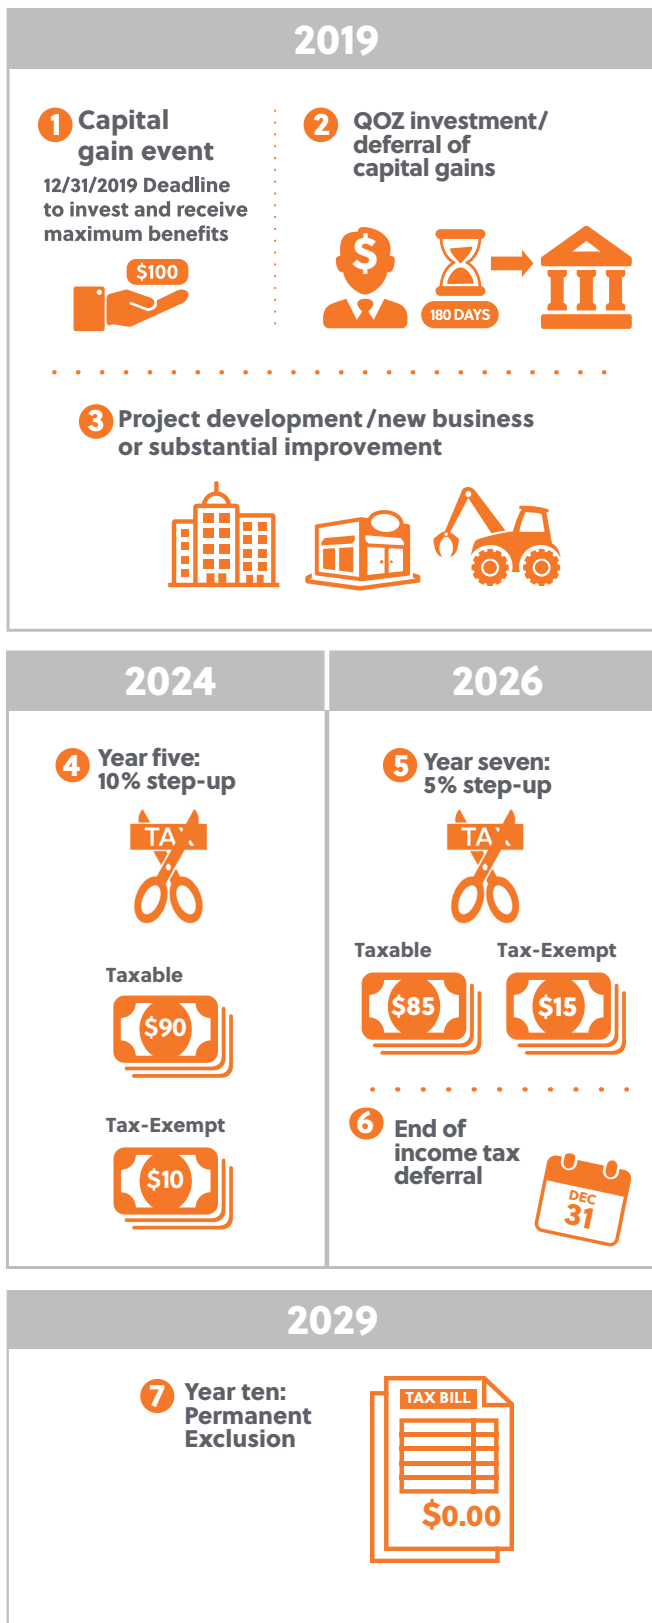 2019
1 Capital
gain event
12/31/2019 Deadline
to invest and receive
maximum benefits
$100
2 QOZ investment/
deferral of
capital gains
$
180 DAYS
3 Project development/new business
or substantial improvement
2024
4 Year five:
10% step-up
TAX
Taxable
$90
Tax-Exempt
$10
2026
5 Year seven:
5% step-up
TAX
Taxable
$85
Tax-Exempt
$15
6 End of
income tax
deferral
DEC
31
2029
7 Year ten:
Permanent
Exclusion
TAX BILL
$0.00